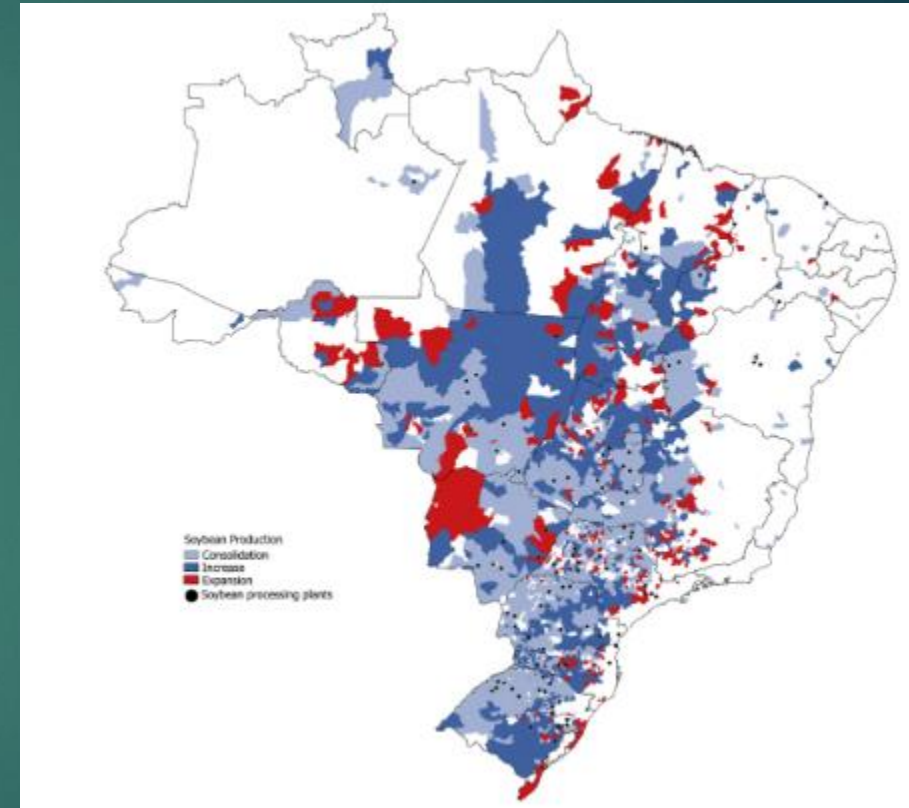 Soybean Production
Consolidation
Increase
Expansion
Soybean processing plants